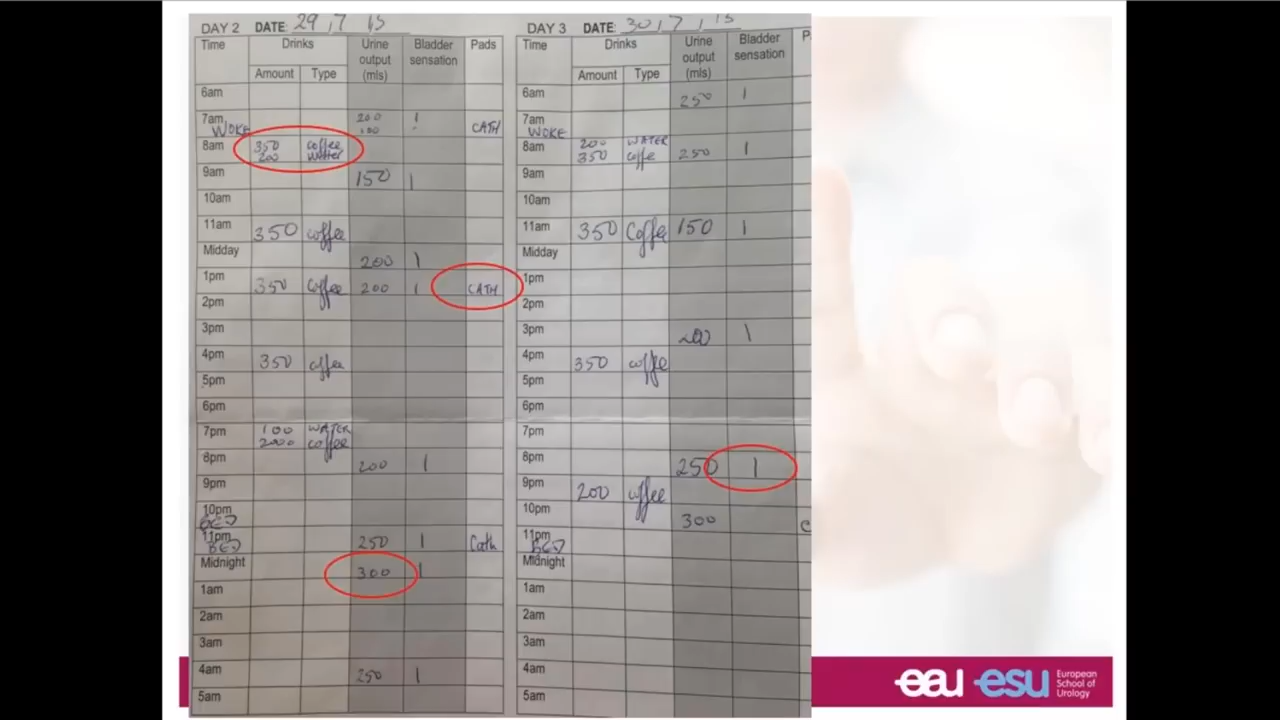 DAY 2 DATE: 29 , 7 15
Time Drinks Urine output (mls) Bladder sensation Pads
Amount Type
6am
7am 200 1
WOKE 100 CATH
8am 350 coffee
200 Water
9am 150 1
10am
11am 350 coffee
Midday 200 1
1pm 350 Coffee 200 1 CATH
2pm
3pm
4pm 350 coffee
5pm
6pm
7pm 100 WATER
2000 coffee
8pm 200 1
9pm
10pm
BED
11pm 250 1 Cath
BED
Midnight 300 1
1am
2am
3am
4am 250 1
5am
DAY 3 DATE: 30 , 7 , 15
Time Drinks Urine output (mls) Bladder sensation P
Amount Type
6am 250 1
7am
WOKE
8am 200 WATER
350 coffe 250 1
9am
10am
11am 350 Coffe 150 1
Midday
1pm
2pm
3pm 200 1
4pm 350 coffe
5pm
6pm
7pm
8pm 250 1
9pm 200 coffee
10pm 300 C
11pm
BED
Midnight
1am
2am
3am
4am
5am
eau esu European
School of
Urology